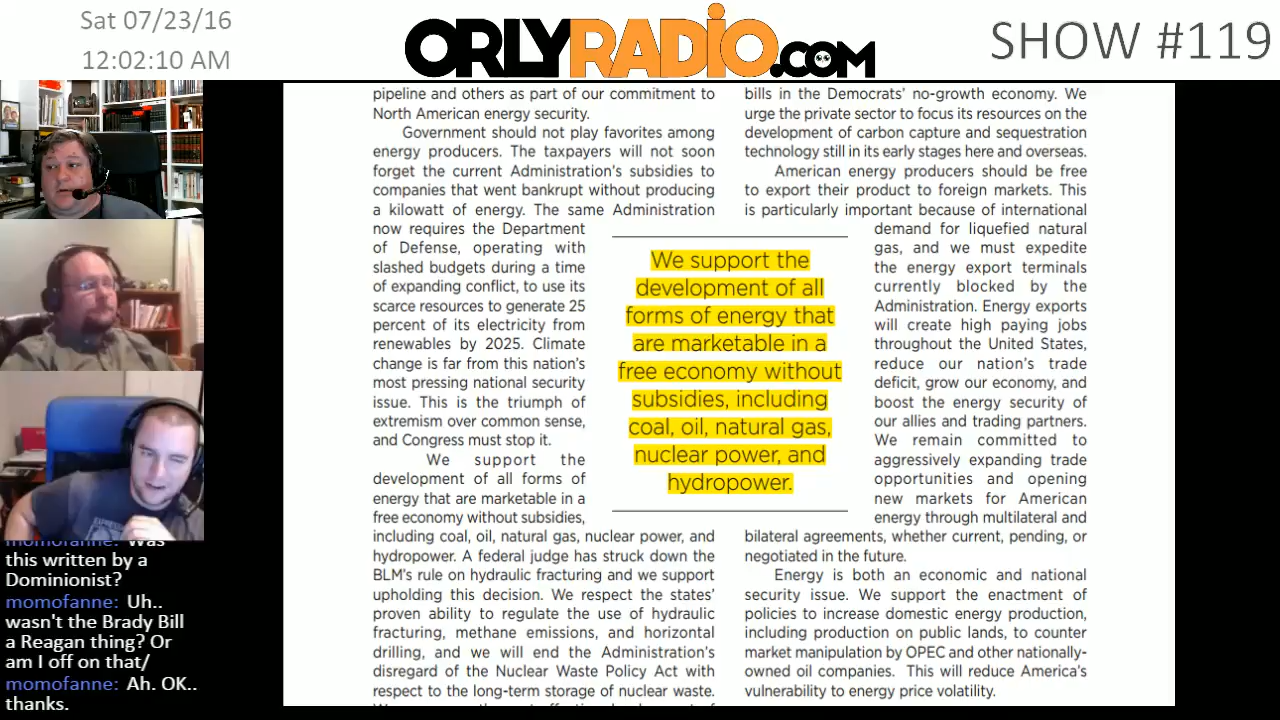 Sat 07/23/16
12:02:10 AM
ORLYRADiO.COM
SHOW #119
pipeline and others as part of our commitment to
North American energy security.
Government should not play favorites among
energy producers. The taxpayers will not soon
forget the current Administration's subsidies to
companies that went bankrupt without producing
a kilowatt of energy. The same Administration
now requires the Department
of Defense, operating with
slashed budgets during a time
of expanding conflict, to use its
scarce resources to generate 25
percent of its electricity from
renewables by 2025. Climate
change is far from this nation's
most pressing national security
issue. This is the triumph of
extremism over common sense,
and Congress must stop it.
We support the
development of all forms of
energy that are marketable in a
free economy without subsidies,
including coal, oil, natural gas, nuclear power, and
hydropower. A federal judge has struck down the
BLM's rule on hydraulic fracturing and we support
upholding this decision. We respect the states'
proven ability to regulate the use of hydraulic
fracturing, methane emissions, and horizontal
drilling, and we will end the Administration's
disregard of the Nuclear Waste Policy Act with
respect to the long-term storage of nuclear waste.
We support the
development of all
forms of energy that
are marketable in a
free economy without
subsidies, including
coal, oil, natural gas,
nuclear power, and
hydropower.
bills in the Democrats' no-growth economy. We
urge the private sector to focus its resources on the
development of carbon capture and sequestration
technology still in its early stages here and overseas.
American energy producers should be free
to export their product to foreign markets. This
is particularly important because of international
demand for liquefied natural
gas, and we must expedite
the energy export terminals
currently blocked by the
Administration. Energy exports
will create high paying jobs
throughout the United States,
reduce our nation's trade
deficit, grow our economy, and
boost the energy security of
our allies and trading partners.
We remain committed to
aggressively expanding trade
opportunities and opening
new markets for American
energy through multilateral and
bilateral agreements, whether current, pending, or
negotiated in the future.
Energy is both an economic and national
security issue. We support the enactment of
policies to increase domestic energy production,
including production on public lands, to counter
market manipulation by OPEC and other nationally-
owned oil companies. This will reduce America's
vulnerability to energy price volatility.
momofanne: Was
this written by a
Dominionist?
momofanne: Uh..
wasn't the Brady Bill
a Reagan thing? Or
am I off on that/
momofanne: Ah. OK..
thanks.